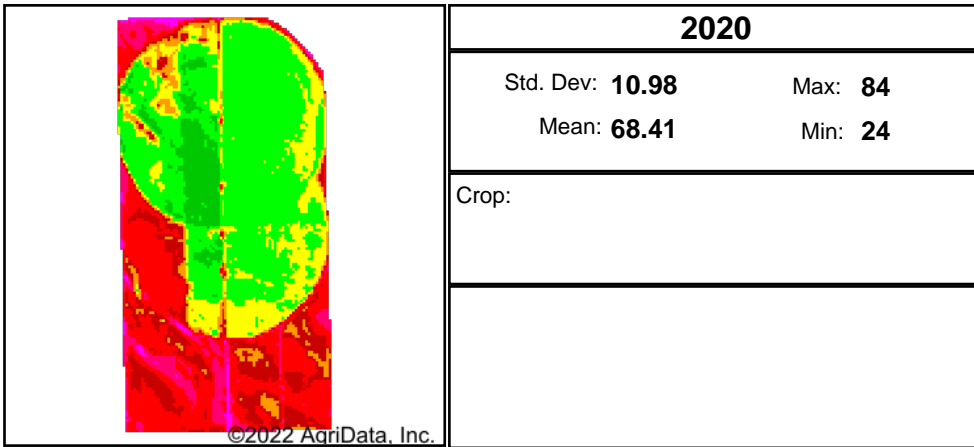 2020
Std. Dev: 10.98 Max: 84
Mean: 68.41 Min: 24
Crop:
©2022 AgriData, Inc.